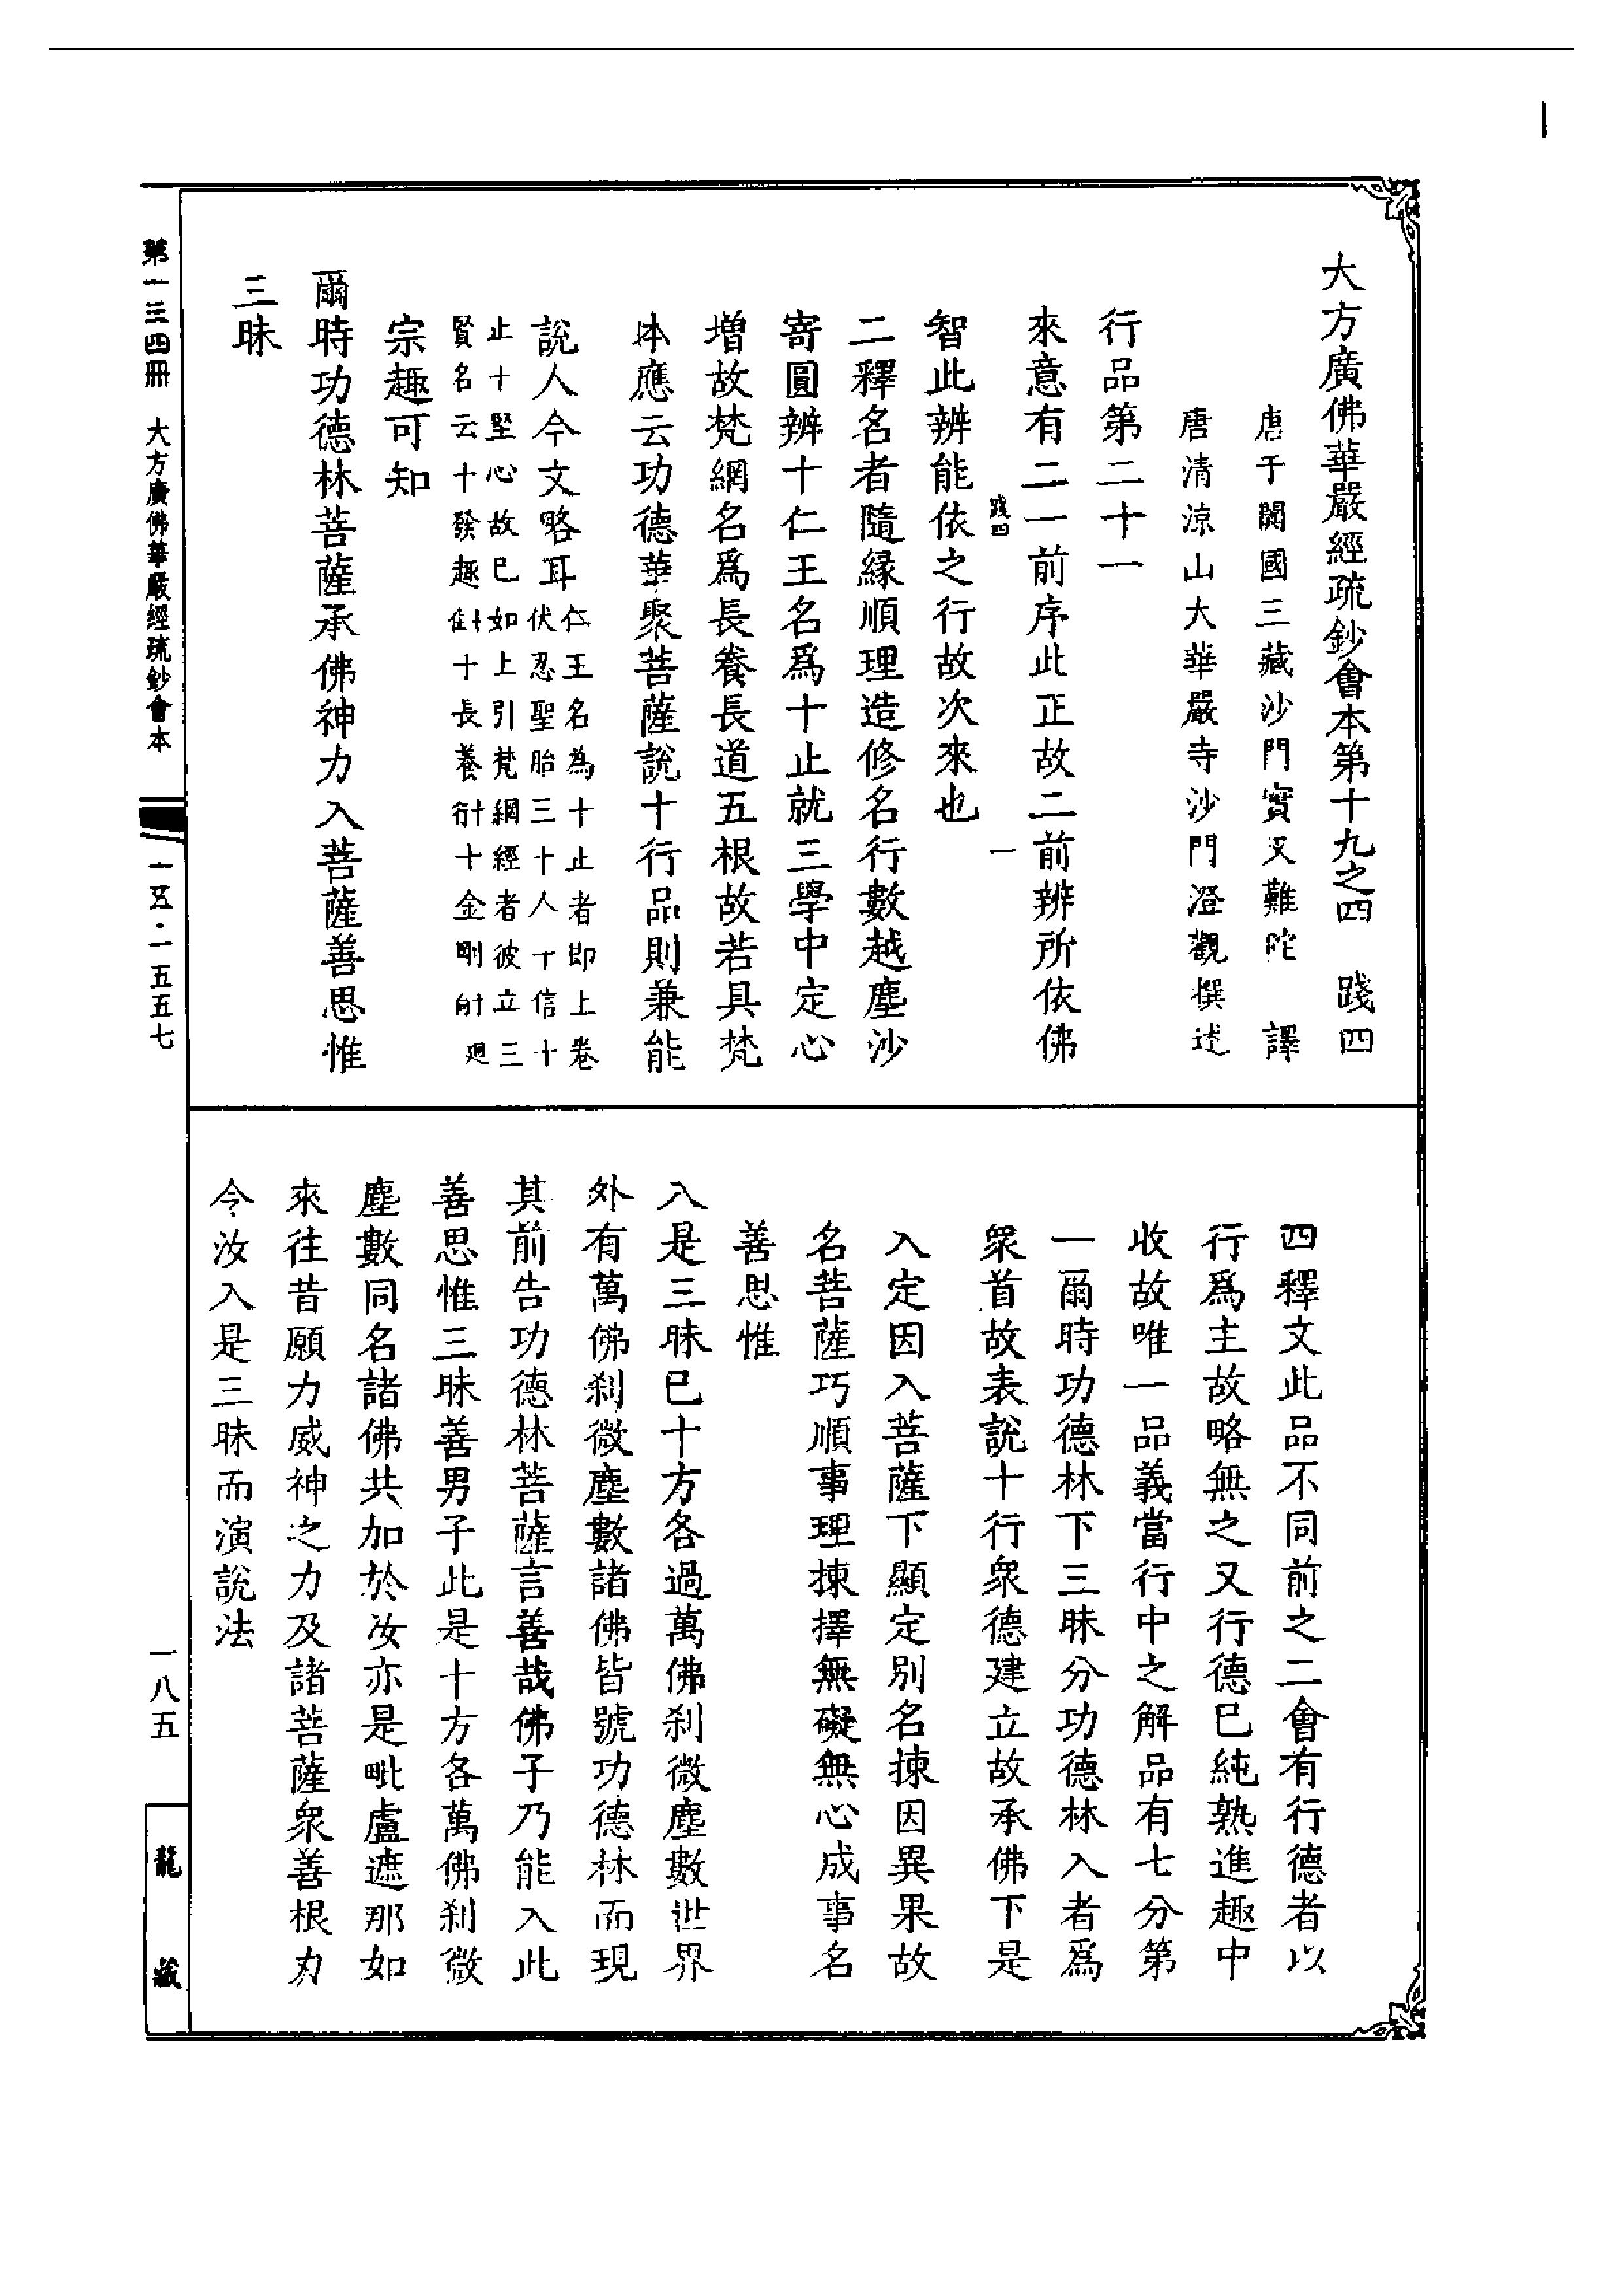 大方廣佛華嚴經疏鈔會本第十九之四　踐四
唐于闐國三藏沙門實叉難陀　譯
唐清涼山大華嚴寺沙門澄觀撰述
行品第二十一
來意有二一前序此正故二前辨所依佛
踐四　一
智此辨能依之行故次來也
二釋名者隨緣順理造修名行數越塵沙
寄圓辨十仁王名爲十止就三學中定心
增故梵網名爲長養長道五根故若具梵
本應云功德華聚菩薩說十行品則兼能
說人今文略耳
仁王名為十止者即上卷
伏忍聖胎三十人十信十
止十堅心故已如上引梵網經者彼立三
賢名云十發趣十長養十金剛
宗趣可知
爾時功德林菩薩承佛神力入菩薩善思惟
三昧
四釋文此品不同前之二會有行德者以
行爲主故略無之又行德已純熟進趣中
收故唯一品義當行中之解品有七分第
一爾時功德林下三昧分功德林入者爲
衆首故表說十行衆德建立故承佛下是
入定因入菩薩下顯定別名揀因異果故
名菩薩巧順事理揀擇無礙無心成事名
善思惟
入是三昧已十方各過萬佛刹微塵數世界
外有萬佛刹微塵數諸佛皆號功德林而現
其前告功德林菩薩言善哉佛子乃能入此
善思惟三昧善男子此是十方各萬佛刹微
塵數同名諸佛共加於汝亦是毗盧遮那如
來往昔願力威神之力及諸菩薩衆善根力
令汝入是三昧而演說法
第一三四冊　大方廣佛華嚴經疏鈔會本
一五·一五五七
一八五
龍藏